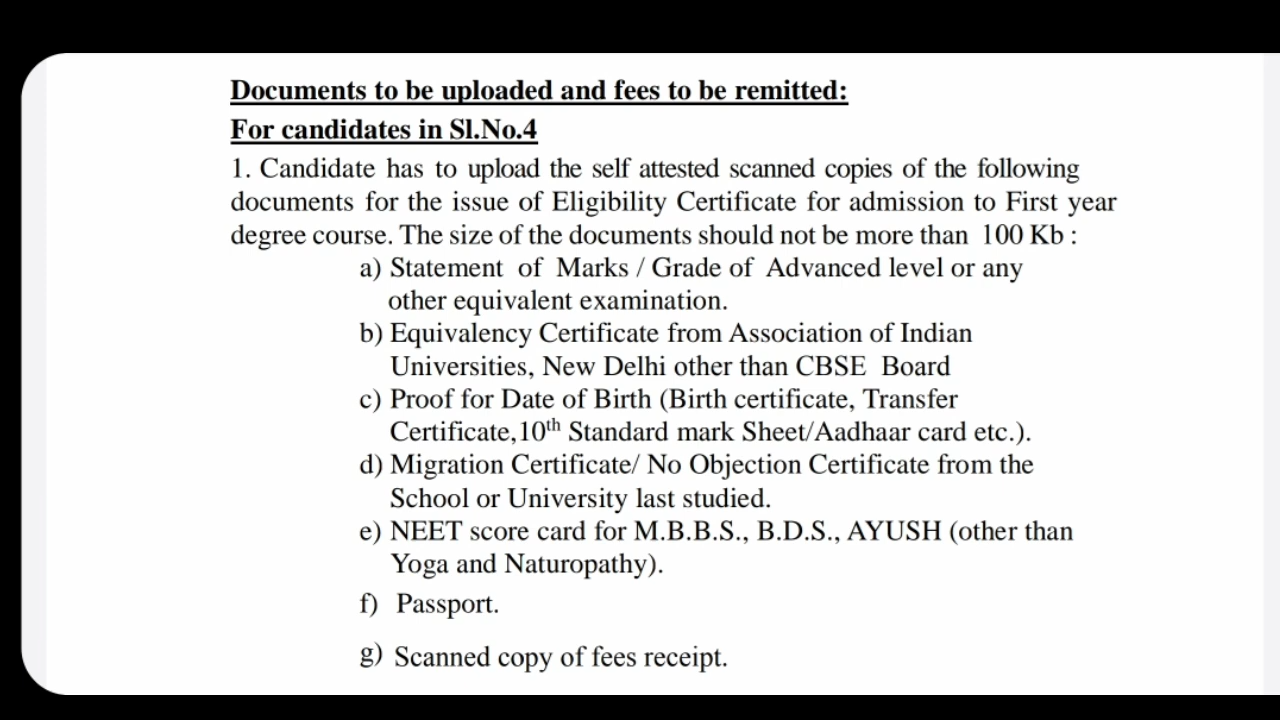 Documents to be uploaded and fees to be remitted:
For candidates in Sl.No.4
1. Candidate has to upload the self attested scanned copies of the following
documents for the issue of Eligibility Certificate for admission to First year
degree course. The size of the documents should not be more than 100 Kb :
a) Statement of Marks / Grade of Advanced level or any
other equivalent examination.
b) Equivalency Certificate from Association of Indian
Universities, New Delhi other than CBSE Board
c) Proof for Date of Birth (Birth certificate, Transfer
Certificate,10th Standard mark Sheet/Aadhaar card etc.).
d) Migration Certificate/ No Objection Certificate from the
School or University last studied.
e) NEET score card for M.B.B.S., B.D.S., AYUSH (other than
Yoga and Naturopathy).
f) Passport.
g) Scanned copy of fees receipt.